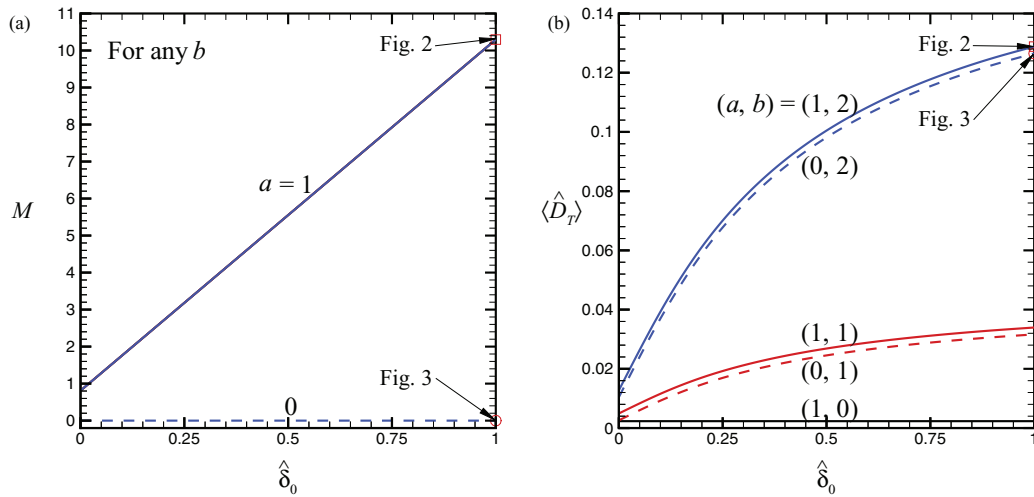 (a)
11
10
9
8
7
6
5
4
3
2
1
0
For any b
Fig. 2
a = 1
M
Fig. 3
0
0 0.25 0.5 0.75 1
δ̂₀
(b)
0.14
0.12
0.1
0.08
0.06
0.04
0.02
0
Fig. 2
(a, b) = (1, 2)
Fig. 3
(0, 2)
⟨D̂_T⟩
(1, 1)
(0, 1)
(1, 0)
0 0.25 0.5 0.75 1
δ̂₀